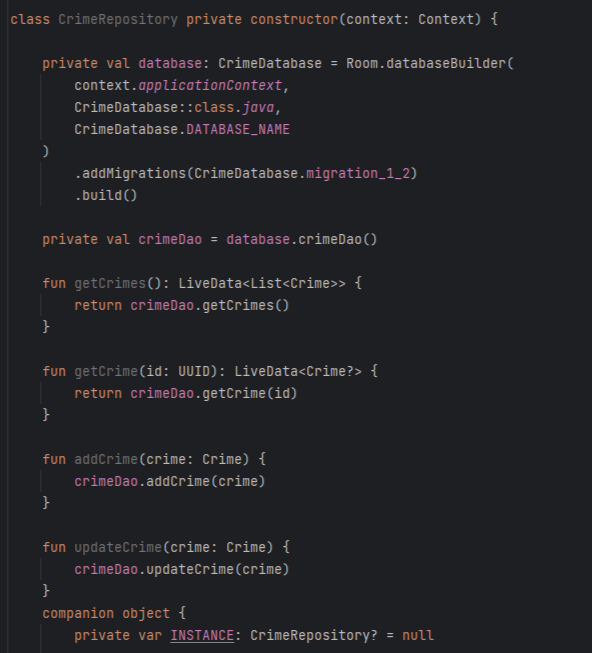 class CrimeRepository private constructor(context: Context) {
private val database: CrimeDatabase = Room.databaseBuilder(
context.applicationContext,
CrimeDatabase::class.java,
CrimeDatabase.DATABASE_NAME
)
.addMigrations(CrimeDatabase.migration_1_2)
.build()
private val crimeDao = database.crimeDao()
fun getCrimes(): LiveData<List<Crime>> {
return crimeDao.getCrimes()
}
fun getCrime(id: UUID): LiveData<Crime?> {
return crimeDao.getCrime(id)
}
fun addCrime(crime: Crime) {
crimeDao.addCrime(crime)
}
fun updateCrime(crime: Crime) {
crimeDao.updateCrime(crime)
}
companion object {
private var INSTANCE: CrimeRepository? = null